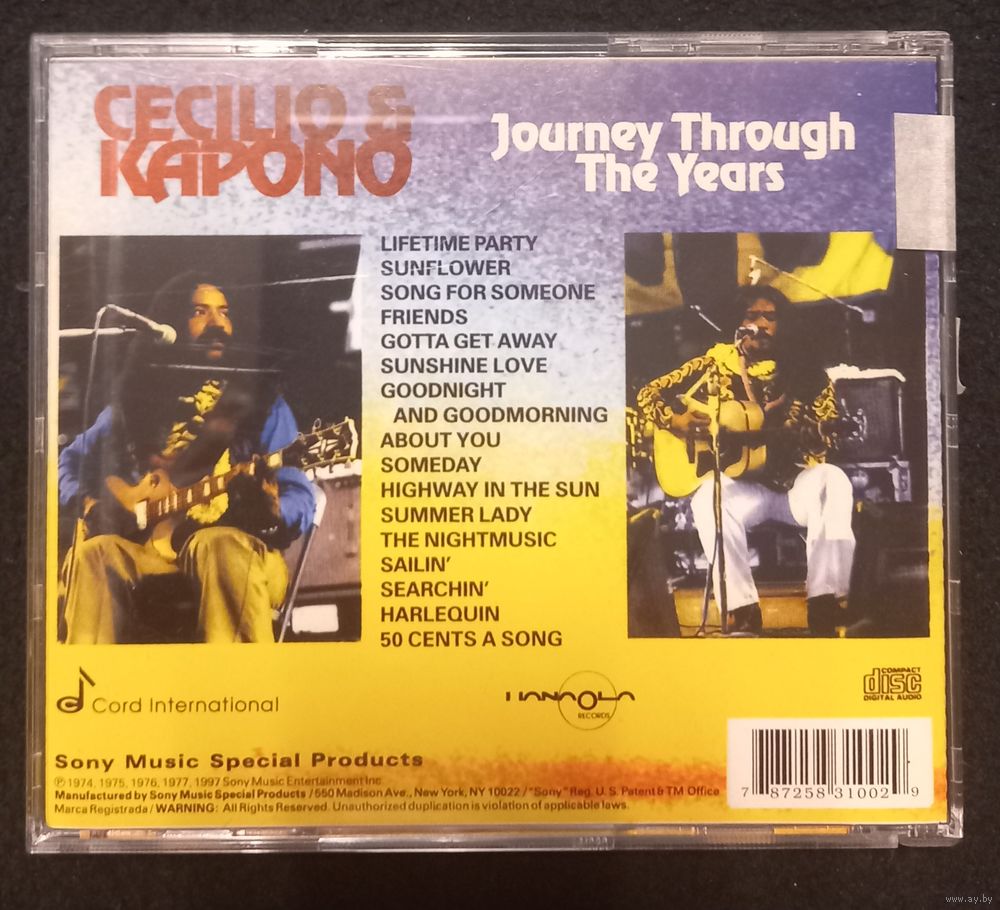 CECILIO &
KAPONO
Journey Through
The Years
LIFETIME PARTY
SUNFLOWER
SONG FOR SOMEONE
FRIENDS
GOTTA GET AWAY
SUNSHINE LOVE
GOODNIGHT
AND GOODMORNING
ABOUT YOU
SOMEDAY
HIGHWAY IN THE SUN
SUMMER LADY
THE NIGHTMUSIC
SAILIN'
SEARCHIN'
HARLEQUIN
50 CENTS A SONG
Cord International
HANAOLA
RECORDS
COMPACT
disc
DIGITAL AUDIO
Sony Music Special Products
℗ 1974, 1975, 1976, 1977, 1997 Sony Music Entertainment Inc.
Manufactured by Sony Music Special Products / 550 Madison Ave., New York, NY 10022 / "Sony" Reg. U.S. Patent & TM Office
Marca Registrada / WARNING: All Rights Reserved. Unauthorized duplication is violation of applicable laws.
7 87258 31002 9
www.ay.by